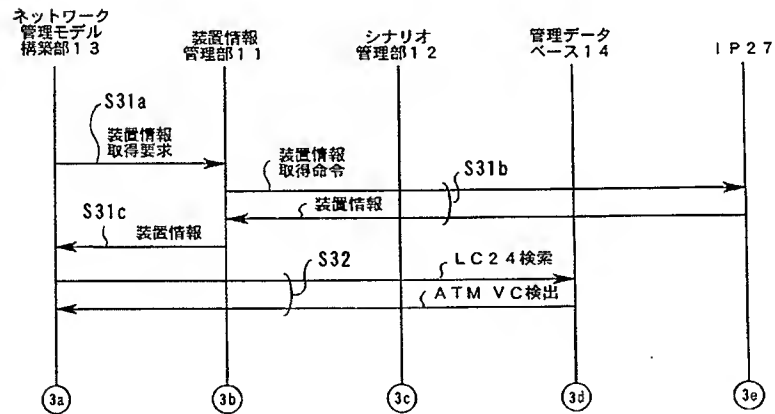 ネットワーク
管理モデル
構築部13
装置情報
管理部11
シナリオ
管理部12
管理データ
ベース14
IP27
S31a
装置情報
取得要求
装置情報
取得命令
S31b
装置情報
S31c
装置情報
S32
LC24検索
ATM VC検出
3a
3b
3c
3d
3e